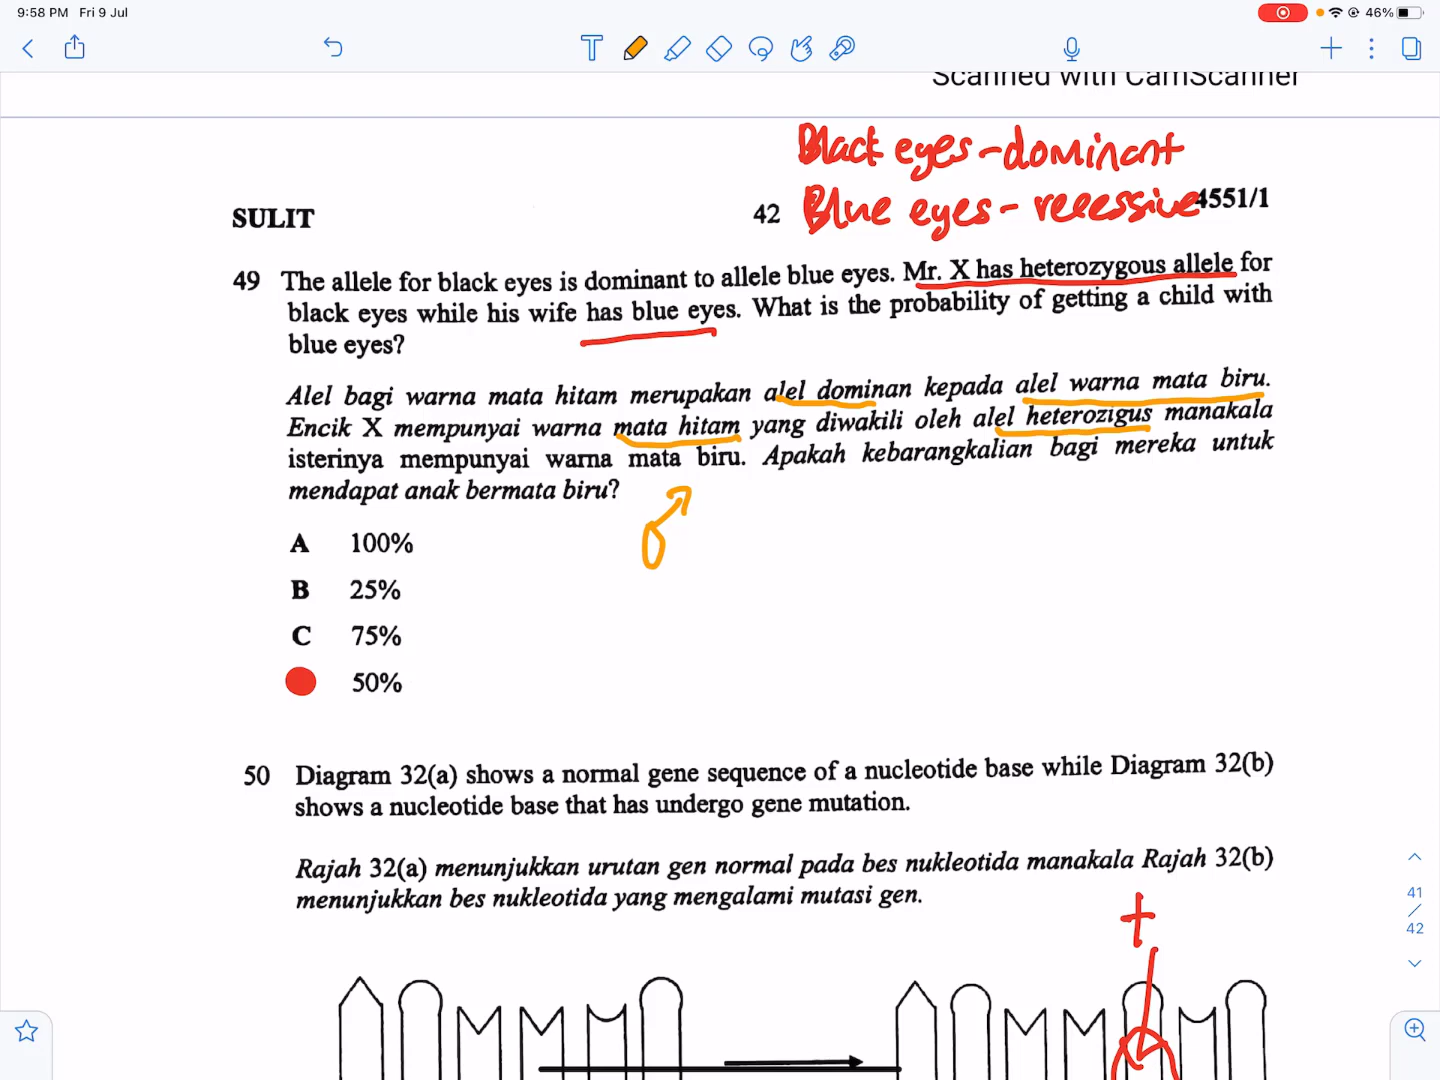 9:58 PM Fri 9 Jul
46%
T
Scanned with CamScanner
Black eyes - dominant
Blue eyes - recessive
SULIT 42 4551/1
49 The allele for black eyes is dominant to allele blue eyes. Mr. X has heterozygous allele for
black eyes while his wife has blue eyes. What is the probability of getting a child with
blue eyes?
Alel bagi warna mata hitam merupakan alel dominan kepada alel warna mata biru.
Encik X mempunyai warna mata hitam yang diwakili oleh alel heterozigus manakala
isterinya mempunyai warna mata biru. Apakah kebarangkalian bagi mereka untuk
mendapat anak bermata biru?
A 100%
B 25%
C 75%
50%
50 Diagram 32(a) shows a normal gene sequence of a nucleotide base while Diagram 32(b)
shows a nucleotide base that has undergo gene mutation.
Rajah 32(a) menunjukkan urutan gen normal pada bes nukleotida manakala Rajah 32(b)
menunjukkan bes nukleotida yang mengalami mutasi gen.
41
/
42